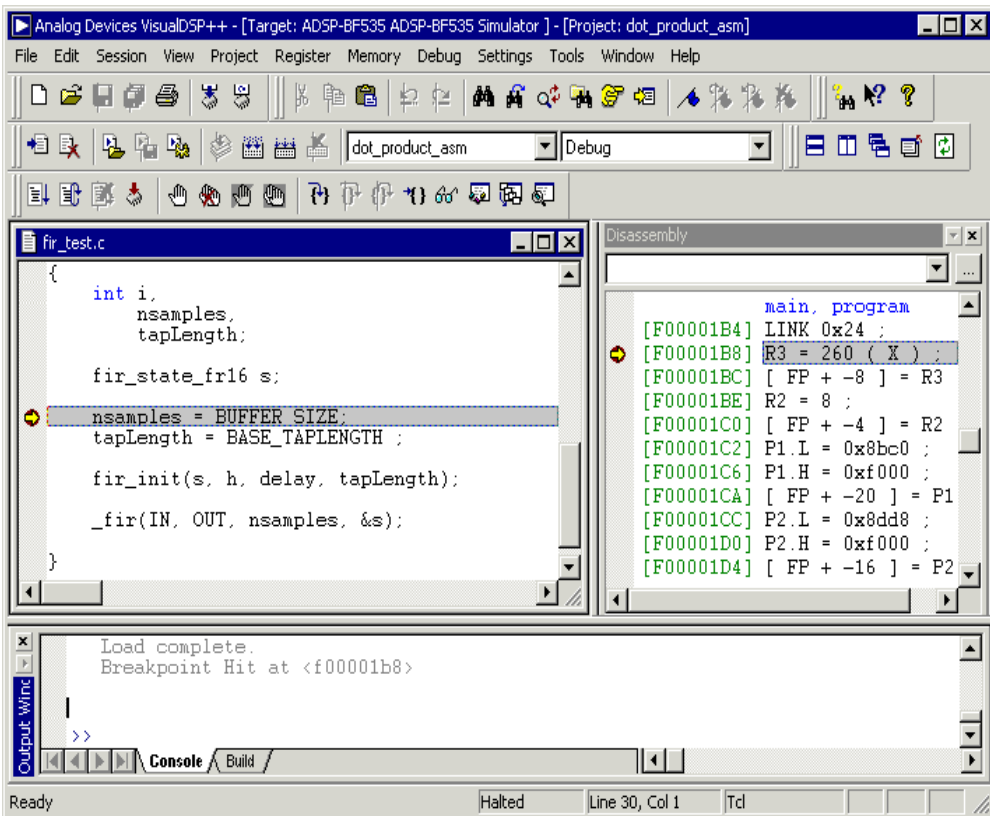 Analog Devices VisualDSP++ - [Target: ADSP-BF535 ADSP-BF535 Simulator ] - [Project: dot_product_asm]
File Edit Session View Project Register Memory Debug Settings Tools Window Help
dot_product_asm
Debug
fir_test.c
{
int i,
nsamples,
tapLength;
fir_state_fr16 s;
nsamples = BUFFER_SIZE;
tapLength = BASE_TAPLENGTH ;
fir_init(s, h, delay, tapLength);
_fir(IN, OUT, nsamples, &s);
}
Disassembly
...
main, program
[F00001B4] LINK 0x24 ;
[F00001B8] R3 = 260 ( X ) ;
[F00001BC] [ FP + -8 ] = R3
[F00001BE] R2 = 8 ;
[F00001C0] [ FP + -4 ] = R2
[F00001C2] P1.L = 0x8bc0 ;
[F00001C6] P1.H = 0xf000 ;
[F00001CA] [ FP + -20 ] = P1
[F00001CC] P2.L = 0x8dd8 ;
[F00001D0] P2.H = 0xf000 ;
[F00001D4] [ FP + -16 ] = P2
Output Winc
Load complete.
Breakpoint Hit at <f00001b8>
>>
Console
Build
Ready
Halted
Line 30, Col 1
Tcl